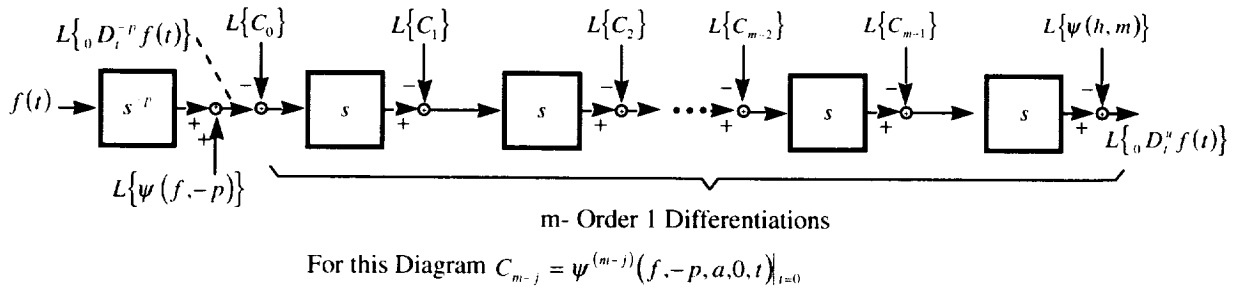 L{₀D_t^{-p} f(t)}
L{C₀}
L{C₁}
L{C₂}
L{C_{m-2}}
L{C_{m-1}}
L{ψ(h, m)}
f(t)
s^{-p}
+
+
−
s
+
−
s
+
−
•••
+
−
s
+
−
s
+
−
L{₀D_t^u f(t)}
L{ψ(f,-p)}
m- Order 1 Differentiations
For this Diagram C_{m-j} = ψ^{(m-j)}(f,-p,a,0,t)|_{t=0}